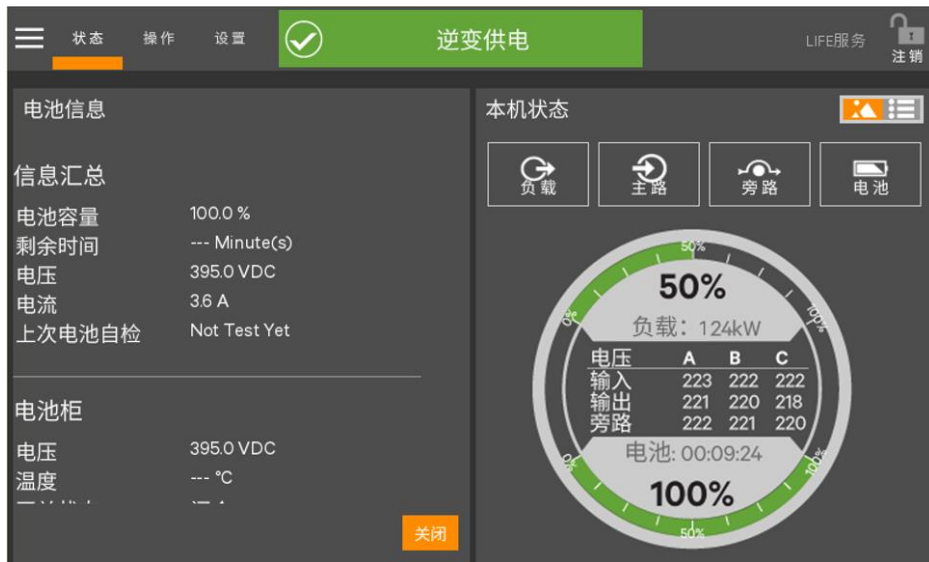 状态 操作 设置 逆变供电 LIFE服务 注销
电池信息
信息汇总
电池容量 100.0 %
剩余时间 --- Minute(s)
电压 395.0 VDC
电流 3.6 A
上次电池自检 Not Test Yet
电池柜
电压 395.0 VDC
温度 --- °C
关闭
本机状态
负载 主路 旁路 电池
50%
0% 100%
50%
负载: 124kW
电压 A B C
输入 223 222 222
输出 221 220 218
旁路 222 221 220
电池: 00:09:24
0% 100%
100%
50%